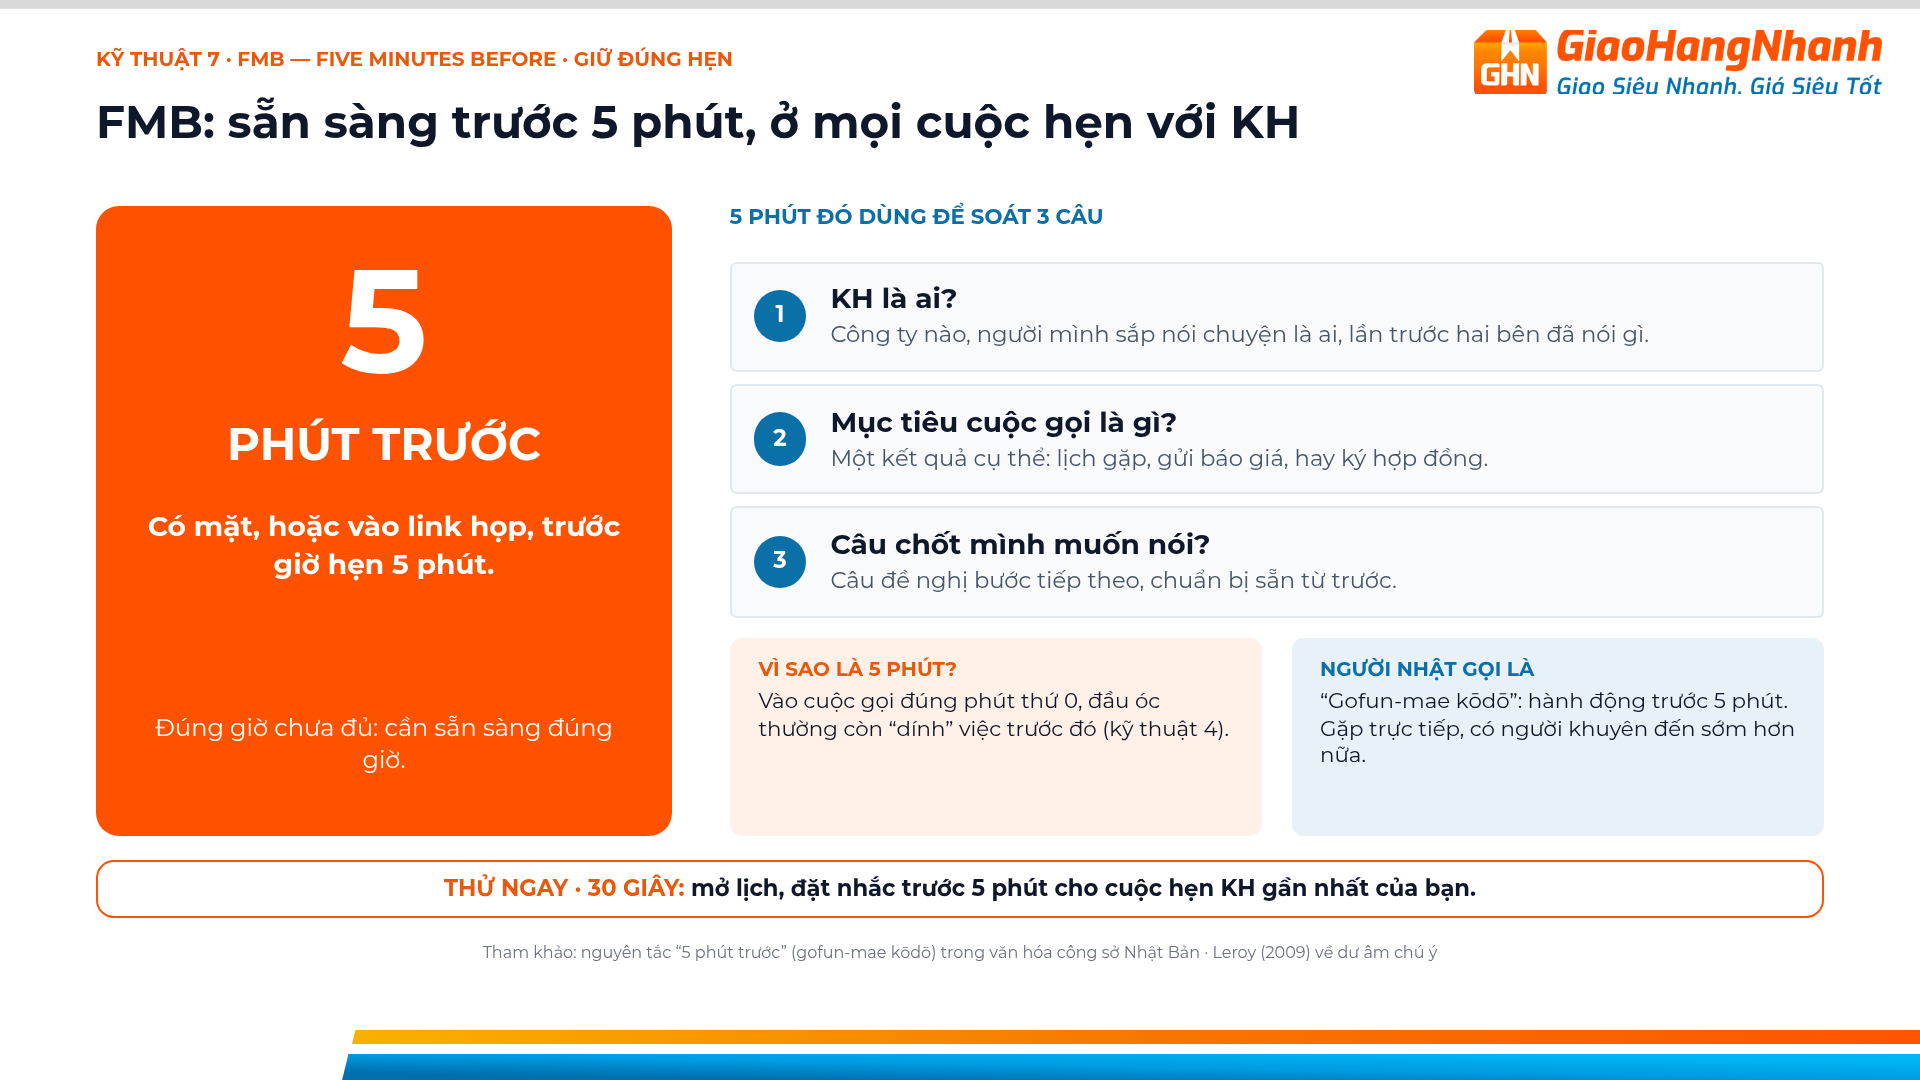 KỸ THUẬT 7 · FMB — FIVE MINUTES BEFORE · GIỮ ĐÚNG HẸN
GHN
GiaoHangNhanh
Giao Siêu Nhanh, Giá Siêu Tốt
FMB: sẵn sàng trước 5 phút, ở mọi cuộc hẹn với KH
5
PHÚT TRƯỚC
Có mặt, hoặc vào link họp, trước
giờ hẹn 5 phút.
Đúng giờ chưa đủ: cần sẵn sàng đúng
giờ.
5 PHÚT ĐÓ DÙNG ĐỂ SOÁT 3 CÂU
1
KH là ai?
Công ty nào, người mình sắp nói chuyện là ai, lần trước hai bên đã nói gì.
2
Mục tiêu cuộc gọi là gì?
Một kết quả cụ thể: lịch gặp, gửi báo giá, hay ký hợp đồng.
3
Câu chốt mình muốn nói?
Câu đề nghị bước tiếp theo, chuẩn bị sẵn từ trước.
VÌ SAO LÀ 5 PHÚT?
Vào cuộc gọi đúng phút thứ 0, đầu óc
thường còn “dính” việc trước đó (kỹ thuật 4).
NGƯỜI NHẬT GỌI LÀ
“Gofun-mae kōdō”: hành động trước 5 phút.
Gặp trực tiếp, có người khuyên đến sớm hơn
nữa.
THỬ NGAY · 30 GIÂY: mở lịch, đặt nhắc trước 5 phút cho cuộc hẹn KH gần nhất của bạn.
Tham khảo: nguyên tắc “5 phút trước” (gofun-mae kōdō) trong văn hóa công sở Nhật Bản · Leroy (2009) về dư âm chú ý